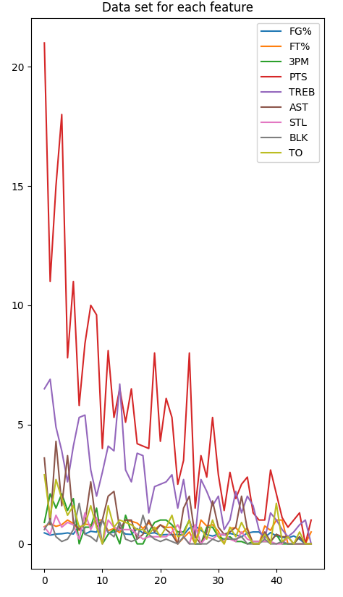 Data set for each feature
FG%
FT%
3PM
PTS
TREB
AST
STL
BLK
TO
20
15
10
5
0
0
10
20
30
40